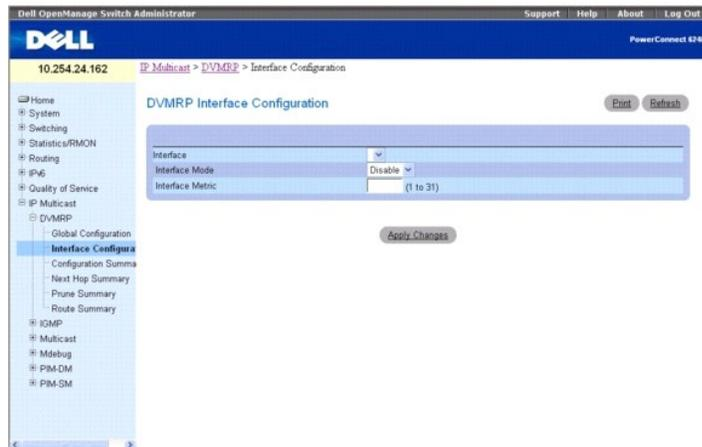 Dell OpenManage Switch Administrator
Support Help About Log Out
DELL
PowerConnect
10.254.24.162
IP Multicast > DVMRP > Interface Configuration
Home
System
Switching
Statistics/RMON
Routing
IPv6
Quality of Service
IP Multicast
DVMRP
Global Configuration
Interface Configura
Configuration Summa
Next Hop Summary
Prune Summary
Route Summary
IGMP
Multicast
Mdebug
PIM-DM
PIM-SM
DVMRP Interface Configuration
Print Refresh
Interface
Interface Mode Disable
Interface Metric (1 to 31)
Apply Changes